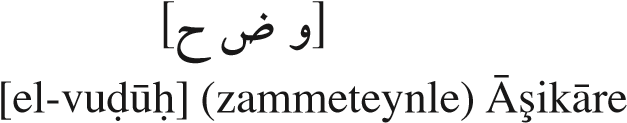 [و ض ح]
[el-vuḍūḥ] (zammeteynle) Āşikāre